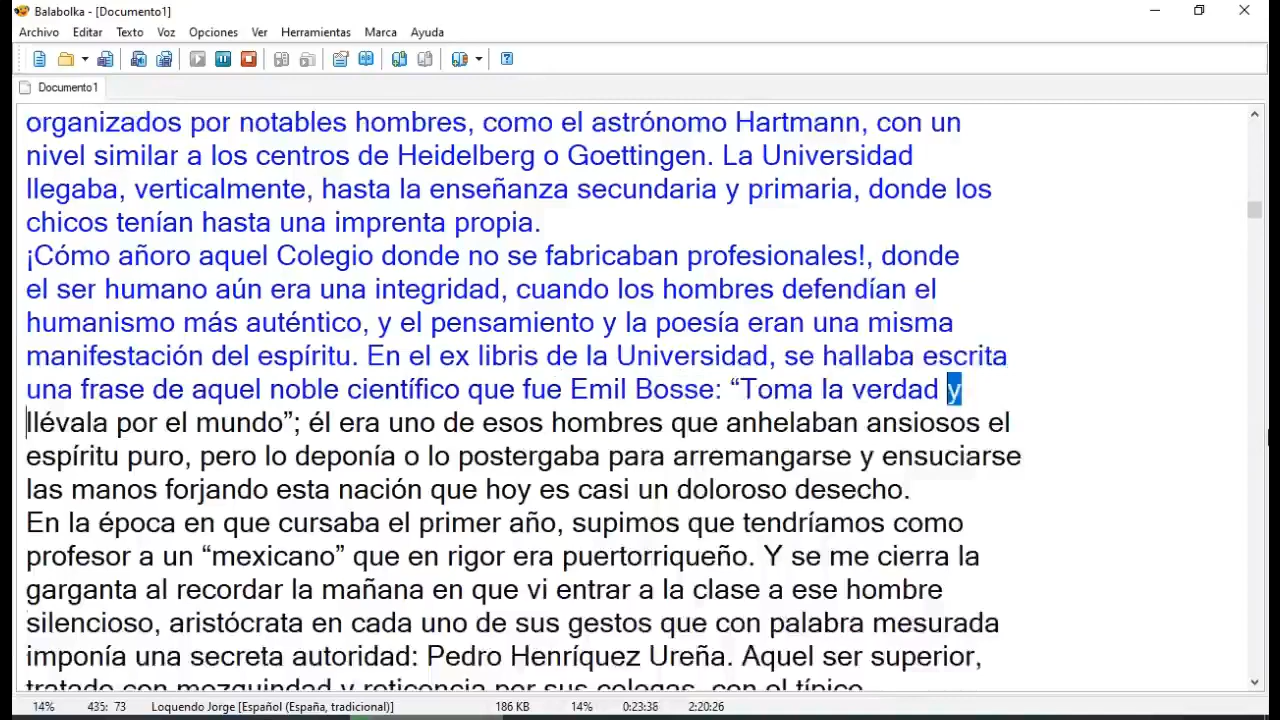 Balabolka - [Documento1]
Archivo Editar Texto Voz Opciones Ver Herramientas Marca Ayuda
Documento1
organizados por notables hombres, como el astrónomo Hartmann, con un
nivel similar a los centros de Heidelberg o Goettingen. La Universidad
llegaba, verticalmente, hasta la enseñanza secundaria y primaria, donde los
chicos tenían hasta una imprenta propia.
¡Cómo añoro aquel Colegio donde no se fabricaban profesionales!, donde
el ser humano aún era una integridad, cuando los hombres defendían el
humanismo más auténtico, y el pensamiento y la poesía eran una misma
manifestación del espíritu. En el ex libris de la Universidad, se hallaba escrita
una frase de aquel noble científico que fue Emil Bosse: “Toma la verdad y
llévala por el mundo”; él era uno de esos hombres que anhelaban ansiosos el
espíritu puro, pero lo deponía o lo postergaba para arremangarse y ensuciarse
las manos forjando esta nación que hoy es casi un doloroso desecho.
En la época en que cursaba el primer año, supimos que tendríamos como
profesor a un “mexicano” que en rigor era puertorriqueño. Y se me cierra la
garganta al recordar la mañana en que vi entrar a la clase a ese hombre
silencioso, aristócrata en cada uno de sus gestos que con palabra mesurada
imponía una secreta autoridad: Pedro Henríquez Ureña. Aquel ser superior,
tratado con mezquindad y reticencia por sus colegas, con el típico
14% 435: 73 Loquendo Jorge [Español (España, tradicional)] 186 KB 14% 0:23:36 2:20:26